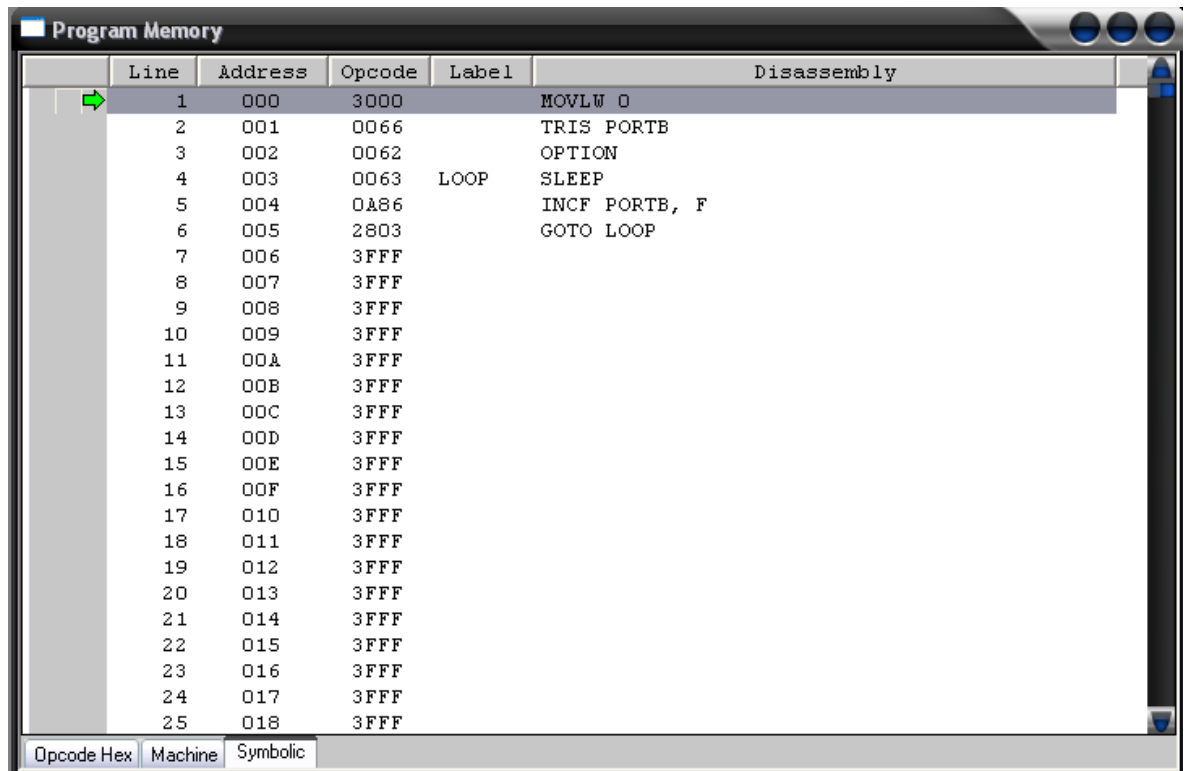 Program Memory
Line Address Opcode Label Disassembly
1 000 3000 MOVLW 0
2 001 0066 TRIS PORTB
3 002 0062 OPTION
4 003 0063 LOOP SLEEP
5 004 0A86 INCF PORTB, F
6 005 2803 GOTO LOOP
7 006 3FFF
8 007 3FFF
9 008 3FFF
10 009 3FFF
11 00A 3FFF
12 00B 3FFF
13 00C 3FFF
14 00D 3FFF
15 00E 3FFF
16 00F 3FFF
17 010 3FFF
18 011 3FFF
19 012 3FFF
20 013 3FFF
21 014 3FFF
22 015 3FFF
23 016 3FFF
24 017 3FFF
25 018 3FFF
Opcode Hex Machine Symbolic